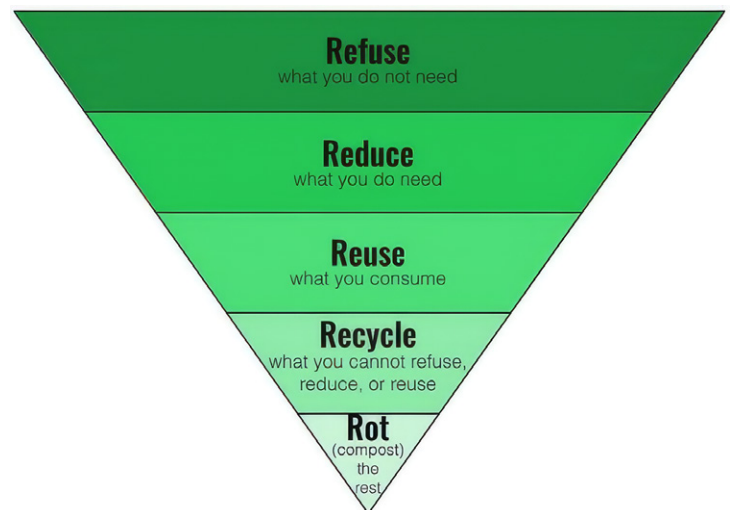 Refuse
what you do not need
Reduce
what you do need
Reuse
what you consume
Recycle
what you cannot refuse,
reduce, or reuse
Rot
(compost)
the
rest